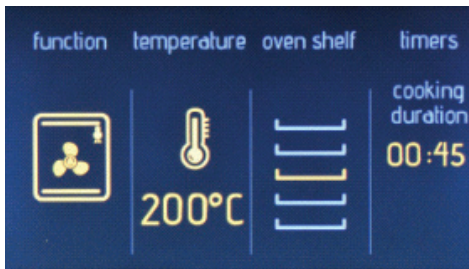 function temperature oven shelf timers
cooking
duration
00:45
200°C